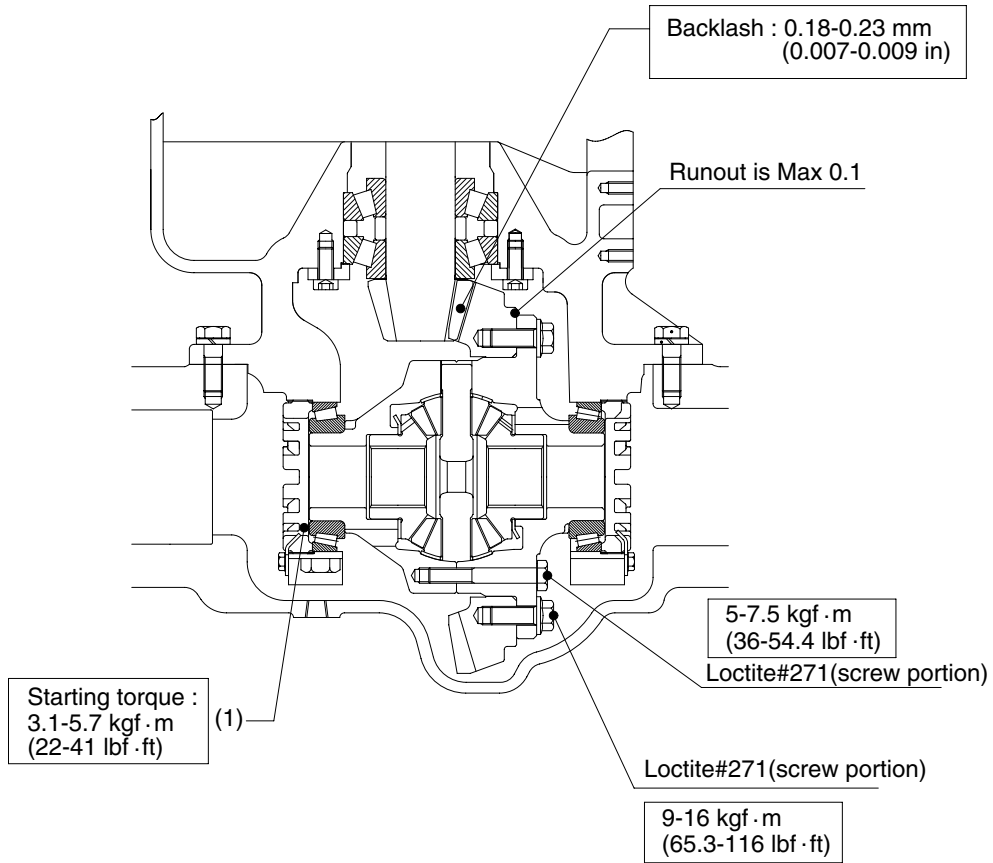 Backlash : 0.18-0.23 mm
(0.007-0.009 in)
Runout is Max 0.1
5-7.5 kgf·m
(36-54.4 lbf·ft)
Loctite#271(screw portion)
Starting torque :
3.1-5.7 kgf·m
(22-41 lbf·ft)
(1)
Loctite#271(screw portion)
9-16 kgf·m
(65.3-116 lbf·ft)